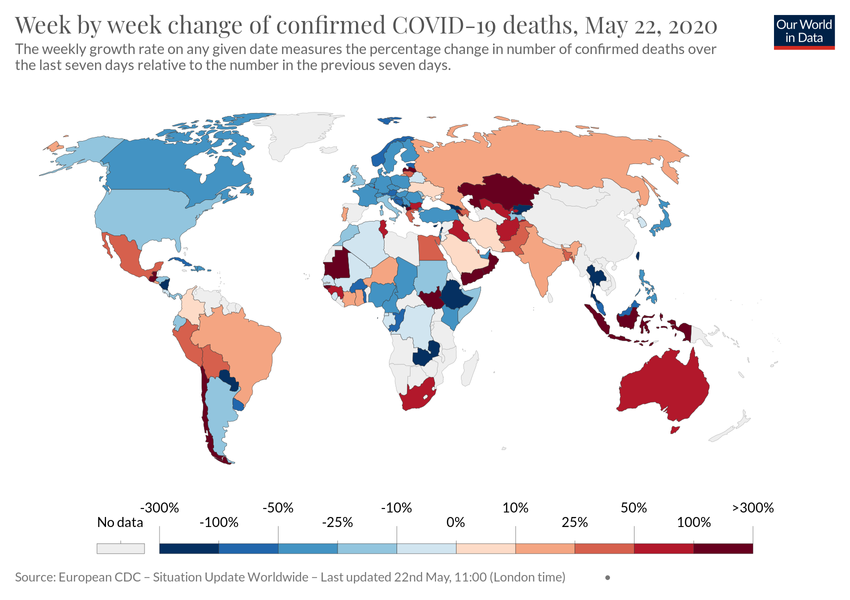 Week by week change of confirmed COVID-19 deaths, May 22, 2020
Our World
in Data
The weekly growth rate on any given date measures the percentage change in number of confirmed deaths over
the last seven days relative to the number in the previous seven days.
-300% -50% -10% 10% 50% >300%
No data -100% -25% 0% 25% 100%
Source: European CDC – Situation Update Worldwide – Last updated 22nd May, 11:00 (London time)